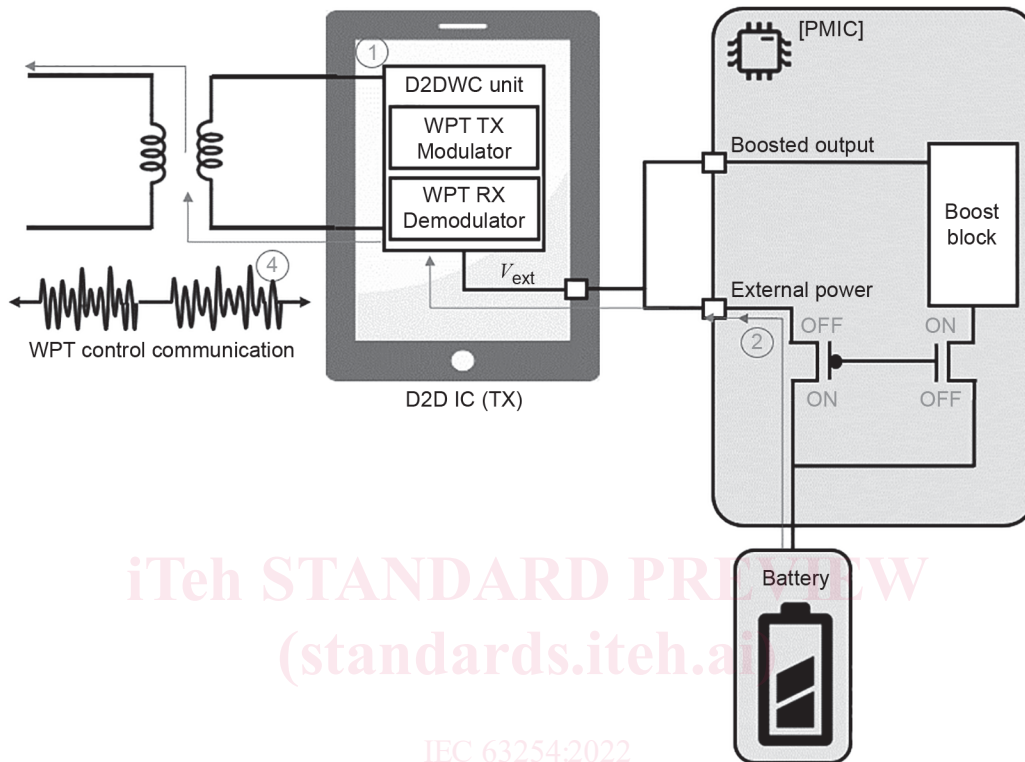 [PMIC]
1
D2DWC unit
WPT TX
Modulator
WPT RX
Demodulator
Boosted output
Boost
block
4
V_ext
External power
OFF
ON
2
WPT control communication
ON
OFF
D2D IC (TX)
iTeh STANDARD PREVIEW
Battery
(standards.iteh.ai)
IEC 63254:2022